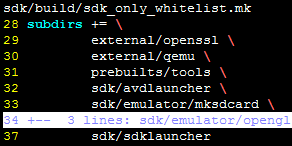 sdk/build/sdk_only_whitelist.mk
28 subdirs += \
29 external/openssl \
30 external/qemu \
31 prebuilts/tools \
32 sdk/avdlauncher \
33 sdk/emulator/mksdcard \
34 +-- 3 lines: sdk/emulator/opengl
37 sdk/sdklauncher